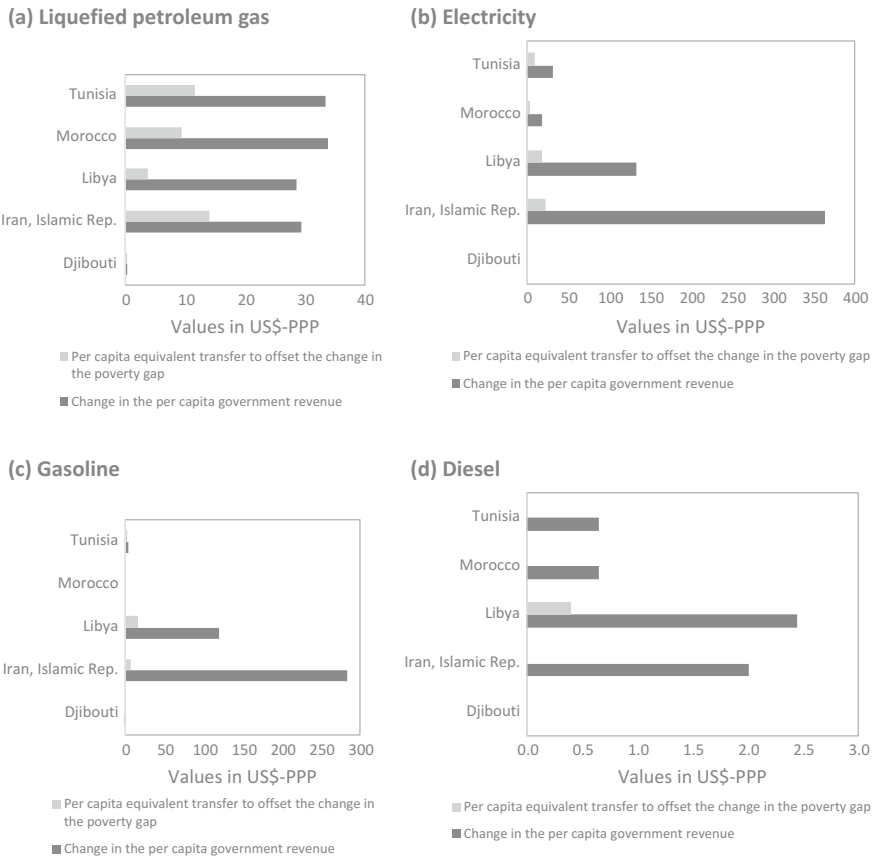 (a) Liquefied petroleum gas
Tunisia
Morocco
Libya
Iran, Islamic Rep.
Djibouti
0 10 20 30 40
Values in US$-PPP
Per capita equivalent transfer to offset the change in
the poverty gap
Change in the per capita government revenue
(b) Electricity
Tunisia
Morocco
Libya
Iran, Islamic Rep.
Djibouti
0 50 100 150 200 250 300 350 400
Values in US$-PPP
Per capita equivalent transfer to offset the change in the poverty gap
Change in the per capita government revenue
(c) Gasoline
Tunisia
Morocco
Libya
Iran, Islamic Rep.
Djibouti
0 50 100 150 200 250 300
Values in US$-PPP
Per capita equivalent transfer to offset the change in
the poverty gap
Change in the per capita government revenue
(d) Diesel
Tunisia
Morocco
Libya
Iran, Islamic Rep.
Djibouti
0.0 0.5 1.0 1.5 2.0 2.5 3.0
Values in US$-PPP
Per capita equivalent transfer to offset the change in the poverty gap
Change in the per capita government revenue